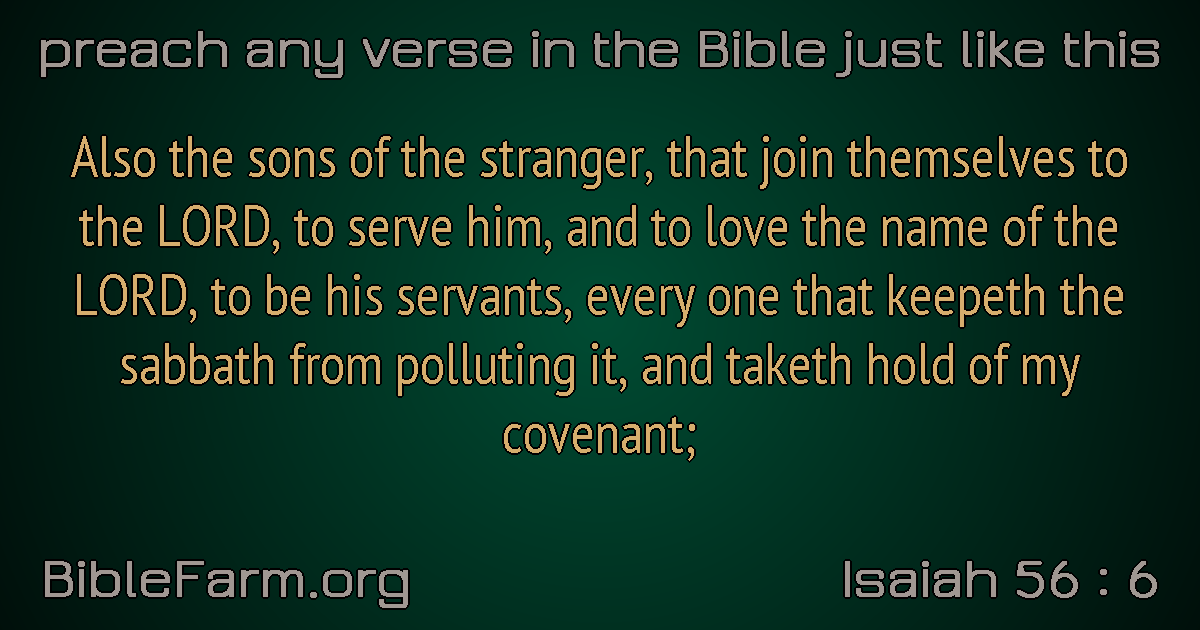 preach any verse in the Bible just like this
Also the sons of the stranger, that join themselves to
the LORD, to serve him, and to love the name of the
LORD, to be his servants, every one that keepeth the
sabbath from polluting it, and taketh hold of my
covenant;
BibleFarm.org
Isaiah 56 : 6